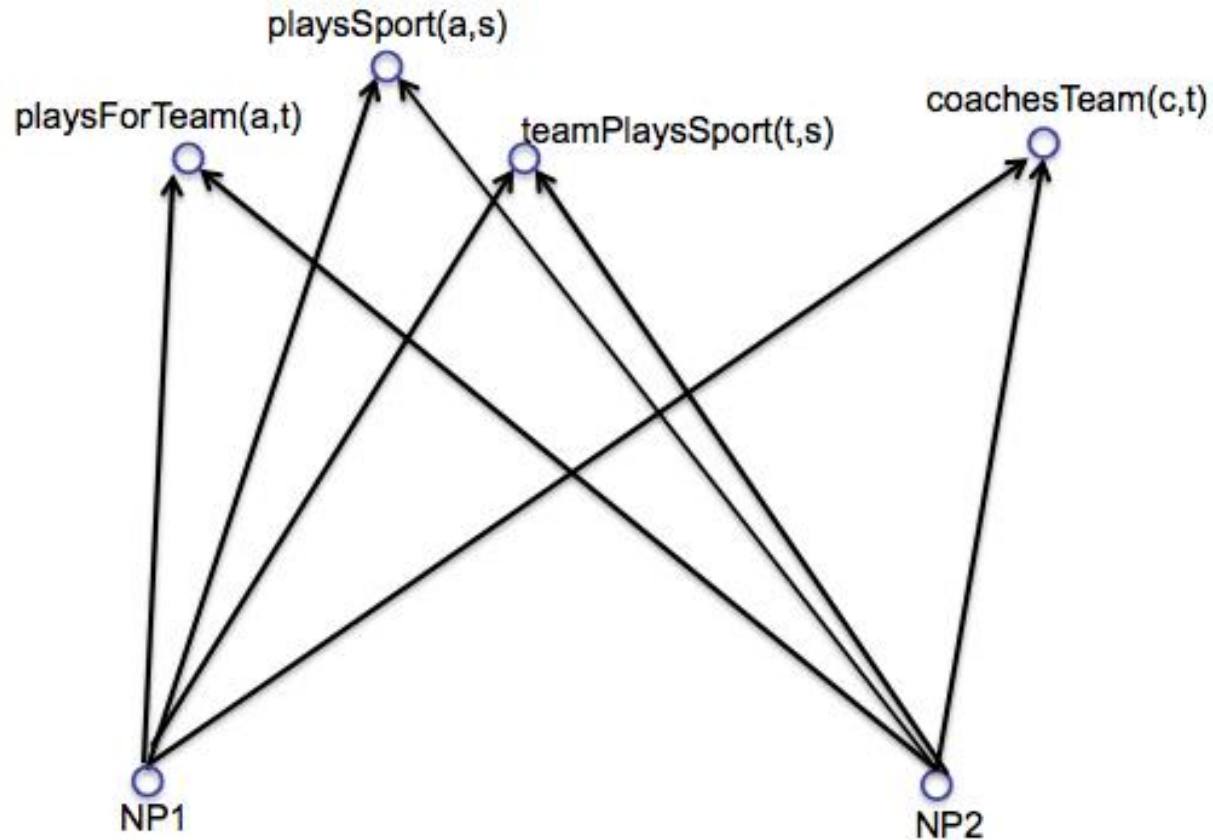 playsSport(a,s)
playsForTeam(a,t)
teamPlaysSport(t,s)
coachesTeam(c,t)
NP1
NP2